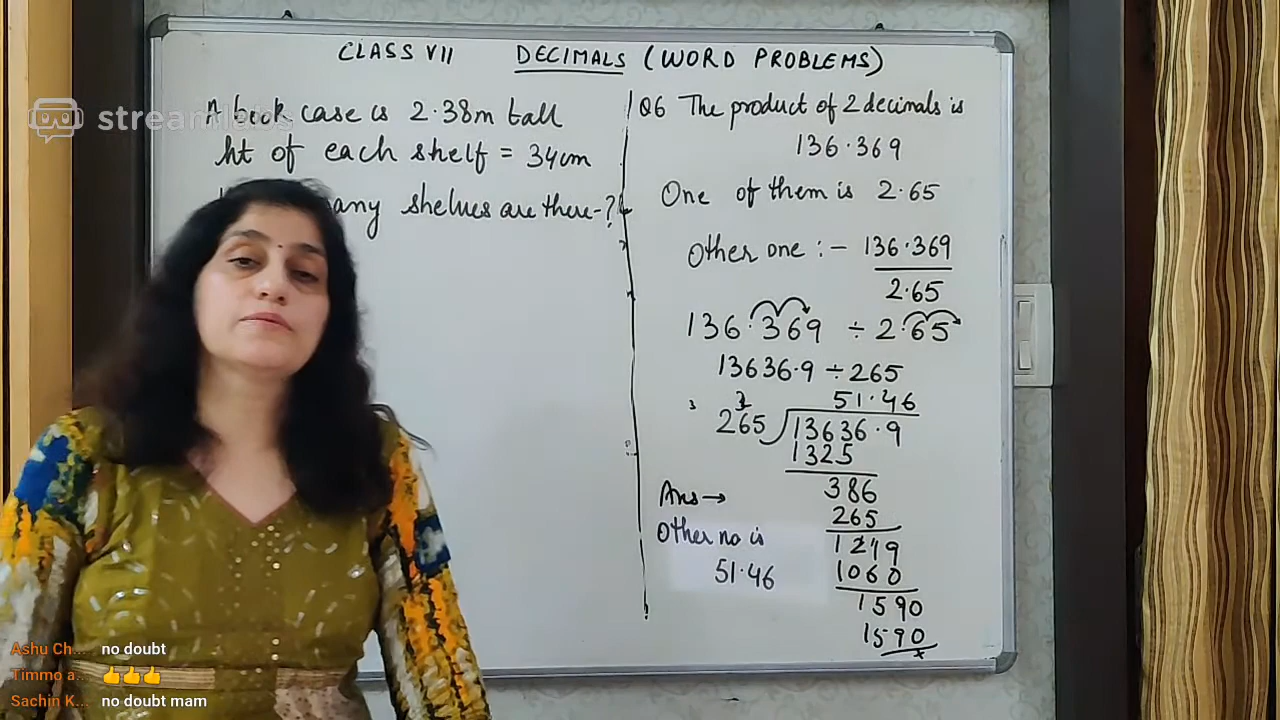 CLASS VII DECIMALS (WORD PROBLEMS)
A book case is 2.38m tall
ht of each shelf = 34cm
any shelves are there-?
Q6 The product of 2 decimals is
136.369
One of them is 2.65
Other one :- 136.369
2.65
136.369 ÷ 2.65
13636.9 ÷ 265
51.46
265 13636.9
1325
386
265
1219
1060
1590
1590
x
Ans →
Other no is
51.46
streamlabs
Ashu Ch... no doubt
Timmo a... 👍👍👍
Sachin K... no doubt mam